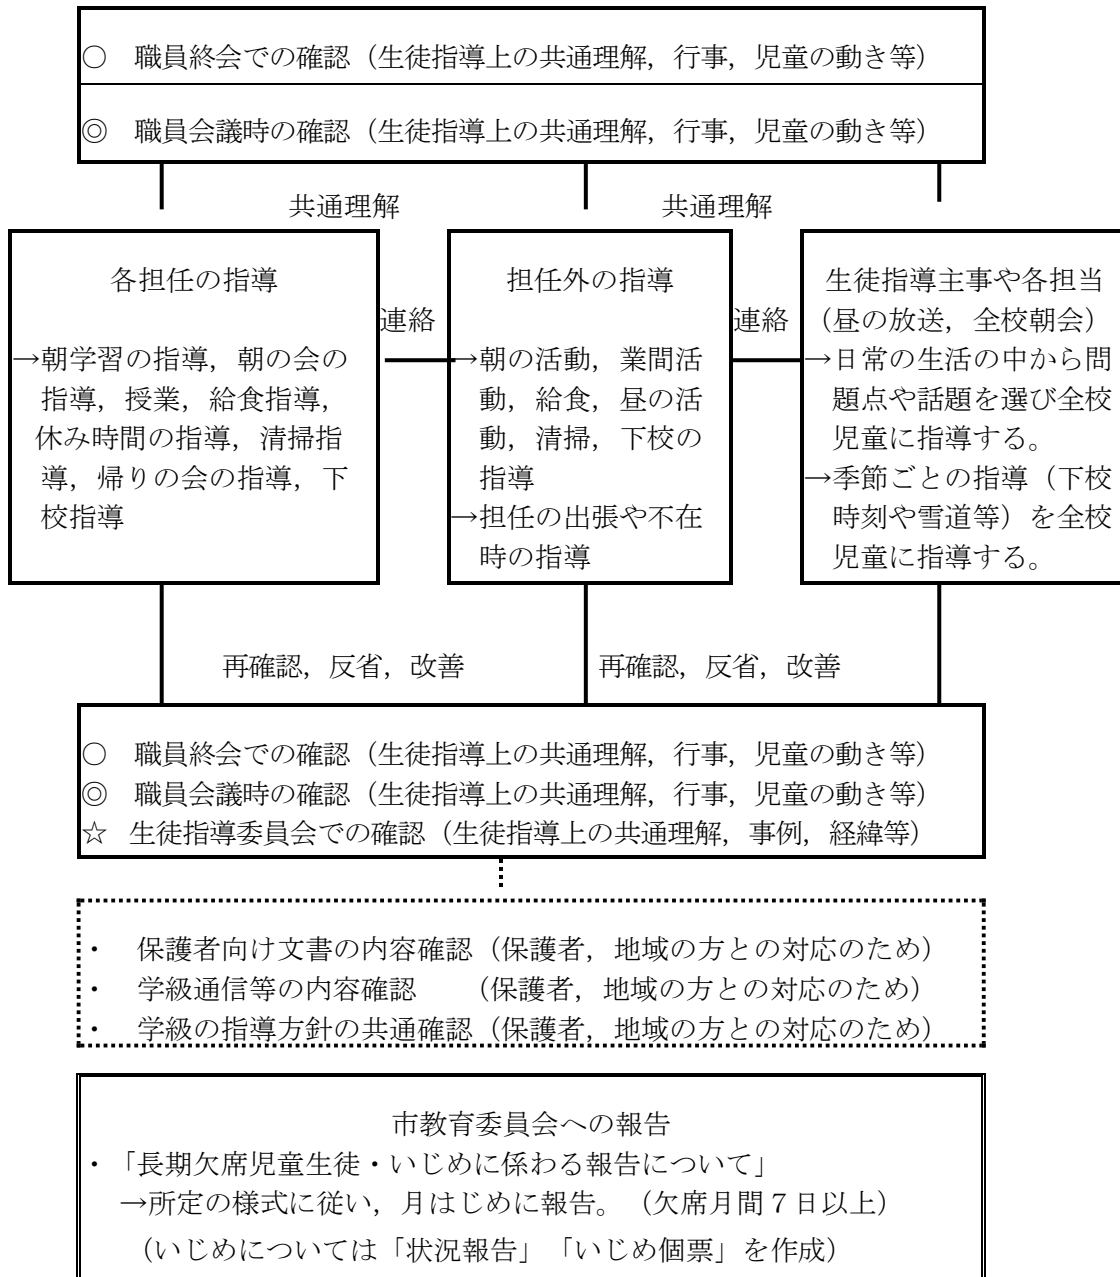 ○　職員終会での確認（生徒指導上の共通理解，行事，児童の動き等）
◎　職員会議時の確認（生徒指導上の共通理解，行事，児童の動き等）
共通理解
共通理解
各担任の指導
→朝学習の指導，朝の会の
指導，授業，給食指導，
休み時間の指導，清掃指
導，帰りの会の指導，下
校指導
連絡
担任外の指導
→朝の活動，業間活
動，給食，昼の活
動，清掃，下校の
指導
→担任の出張や不在
時の指導
連絡
生徒指導主事や各担当
（昼の放送，全校朝会）
→日常の生活の中から問
題点や話題を選び全校
児童に指導する。
→季節ごとの指導（下校
時刻や雪道等）を全校
児童に指導する。
再確認，反省，改善
再確認，反省，改善
○　職員終会での確認（生徒指導上の共通理解，行事，児童の動き等）
◎　職員会議時の確認（生徒指導上の共通理解，行事，児童の動き等）
☆　生徒指導委員会での確認（生徒指導上の共通理解，事例，経緯等）
・　保護者向け文書の内容確認（保護者，地域の方との対応のため）
・　学級通信等の内容確認　　（保護者，地域の方との対応のため）
・　学級の指導方針の共通確認（保護者，地域の方との対応のため）
市教育委員会への報告
・「長期欠席児童生徒・いじめに係わる報告について」
→所定の様式に従い，月はじめに報告。（欠席月間７日以上）
（いじめについては「状況報告」「いじめ個票」を作成）